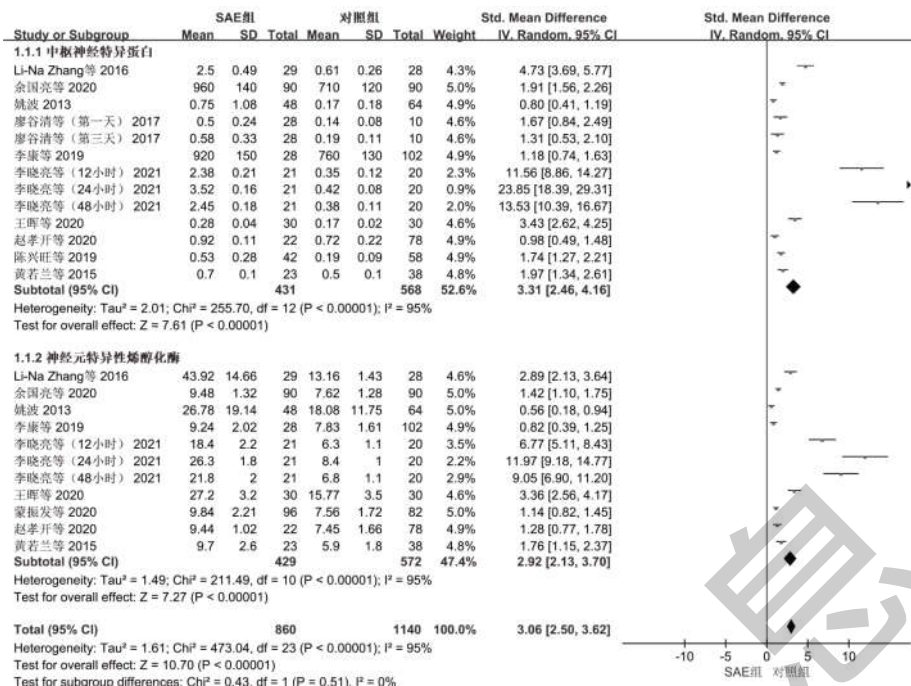 SAE组 对照组 Std. Mean Difference Std. Mean Difference
Study or Subgroup Mean SD Total Mean SD Total Weight IV, Random, 95% CI IV, Random, 95% CI
1.1.1 中枢神经特异蛋白
Li-Na Zhang等 2016 2.5 0.49 29 0.61 0.26 28 4.3% 4.73 [3.69, 5.77]
余国亮等 2020 960 140 90 710 120 90 5.0% 1.91 [1.56, 2.26]
姚波 2013 0.75 1.08 48 0.17 0.18 64 4.9% 0.80 [0.41, 1.19]
廖谷清等（第一天） 2017 0.5 0.24 28 0.14 0.08 10 4.6% 1.67 [0.84, 2.49]
廖谷清等（第三天） 2017 0.58 0.33 28 0.19 0.11 10 4.6% 1.31 [0.53, 2.10]
李康等 2019 920 150 28 760 130 102 4.9% 1.18 [0.74, 1.63]
李晓亮等（12小时） 2021 2.38 0.21 21 0.35 0.12 20 2.3% 11.56 [8.86, 14.27]
李晓亮等（24小时） 2021 3.52 0.16 21 0.42 0.08 20 0.9% 23.85 [18.39, 29.31]
李晓亮等（48小时） 2021 2.45 0.18 21 0.38 0.11 20 2.0% 13.53 [10.39, 16.67]
王晖等 2020 0.28 0.04 30 0.17 0.02 30 4.6% 3.43 [2.62, 4.25]
赵孝开等 2020 0.92 0.11 22 0.72 0.22 78 4.9% 0.98 [0.49, 1.48]
陈兴旺等 2019 0.53 0.28 42 0.19 0.09 58 4.9% 1.74 [1.27, 2.21]
黄若兰等 2015 0.7 0.1 23 0.5 0.1 38 4.8% 1.97 [1.34, 2.61]
Subtotal (95% CI) 431 568 52.6% 3.31 [2.46, 4.16]
Heterogeneity: Tau² = 2.01; Chi² = 255.70, df = 12 (P < 0.00001); I² = 95%
Test for overall effect: Z = 7.61 (P < 0.00001)
1.1.2 神经元特异性烯醇化酶
Li-Na Zhang等 2016 43.92 14.66 29 13.16 1.43 28 4.6% 2.89 [2.13, 3.64]
余国亮等 2020 9.48 1.32 90 7.62 1.28 90 5.0% 1.42 [1.10, 1.75]
姚波 2013 26.78 19.14 48 18.08 11.75 64 5.0% 0.56 [0.18, 0.94]
李康等 2019 9.24 2.02 28 7.83 1.61 102 4.9% 0.82 [0.39, 1.25]
李晓亮等（12小时） 2021 18.4 2.2 21 6.3 1.1 20 3.5% 6.77 [5.11, 8.43]
李晓亮等（24小时） 2021 26.3 1.8 21 8.4 1 20 2.2% 11.97 [9.18, 14.77]
李晓亮等（48小时） 2021 21.8 2 21 6.8 1.1 20 2.9% 9.05 [6.90, 11.20]
王晖等 2020 27.2 3.2 30 15.77 3.5 30 4.6% 3.36 [2.56, 4.17]
蒙振发等 2020 9.84 2.21 96 7.56 1.72 82 5.0% 1.14 [0.82, 1.45]
赵孝开等 2020 9.44 1.02 22 7.45 1.66 78 4.9% 1.28 [0.77, 1.78]
黄若兰等 2015 9.7 2.6 23 5.9 1.8 38 4.8% 1.76 [1.15, 2.37]
Subtotal (95% CI) 429 572 47.4% 2.92 [2.13, 3.70]
Heterogeneity: Tau² = 1.49; Chi² = 211.49, df = 10 (P < 0.00001); I² = 95%
Test for overall effect: Z = 7.27 (P < 0.00001)
Total (95% CI) 860 1140 100.0% 3.06 [2.50, 3.62]
Heterogeneity: Tau² = 1.61; Chi² = 473.04, df = 23 (P < 0.00001); I² = 95%
Test for overall effect: Z = 10.70 (P < 0.00001)
Test for subgroup differences: Chi² = 0.43, df = 1 (P = 0.51), I² = 0%
-10 -5 0 5 10
SAE组 对照组